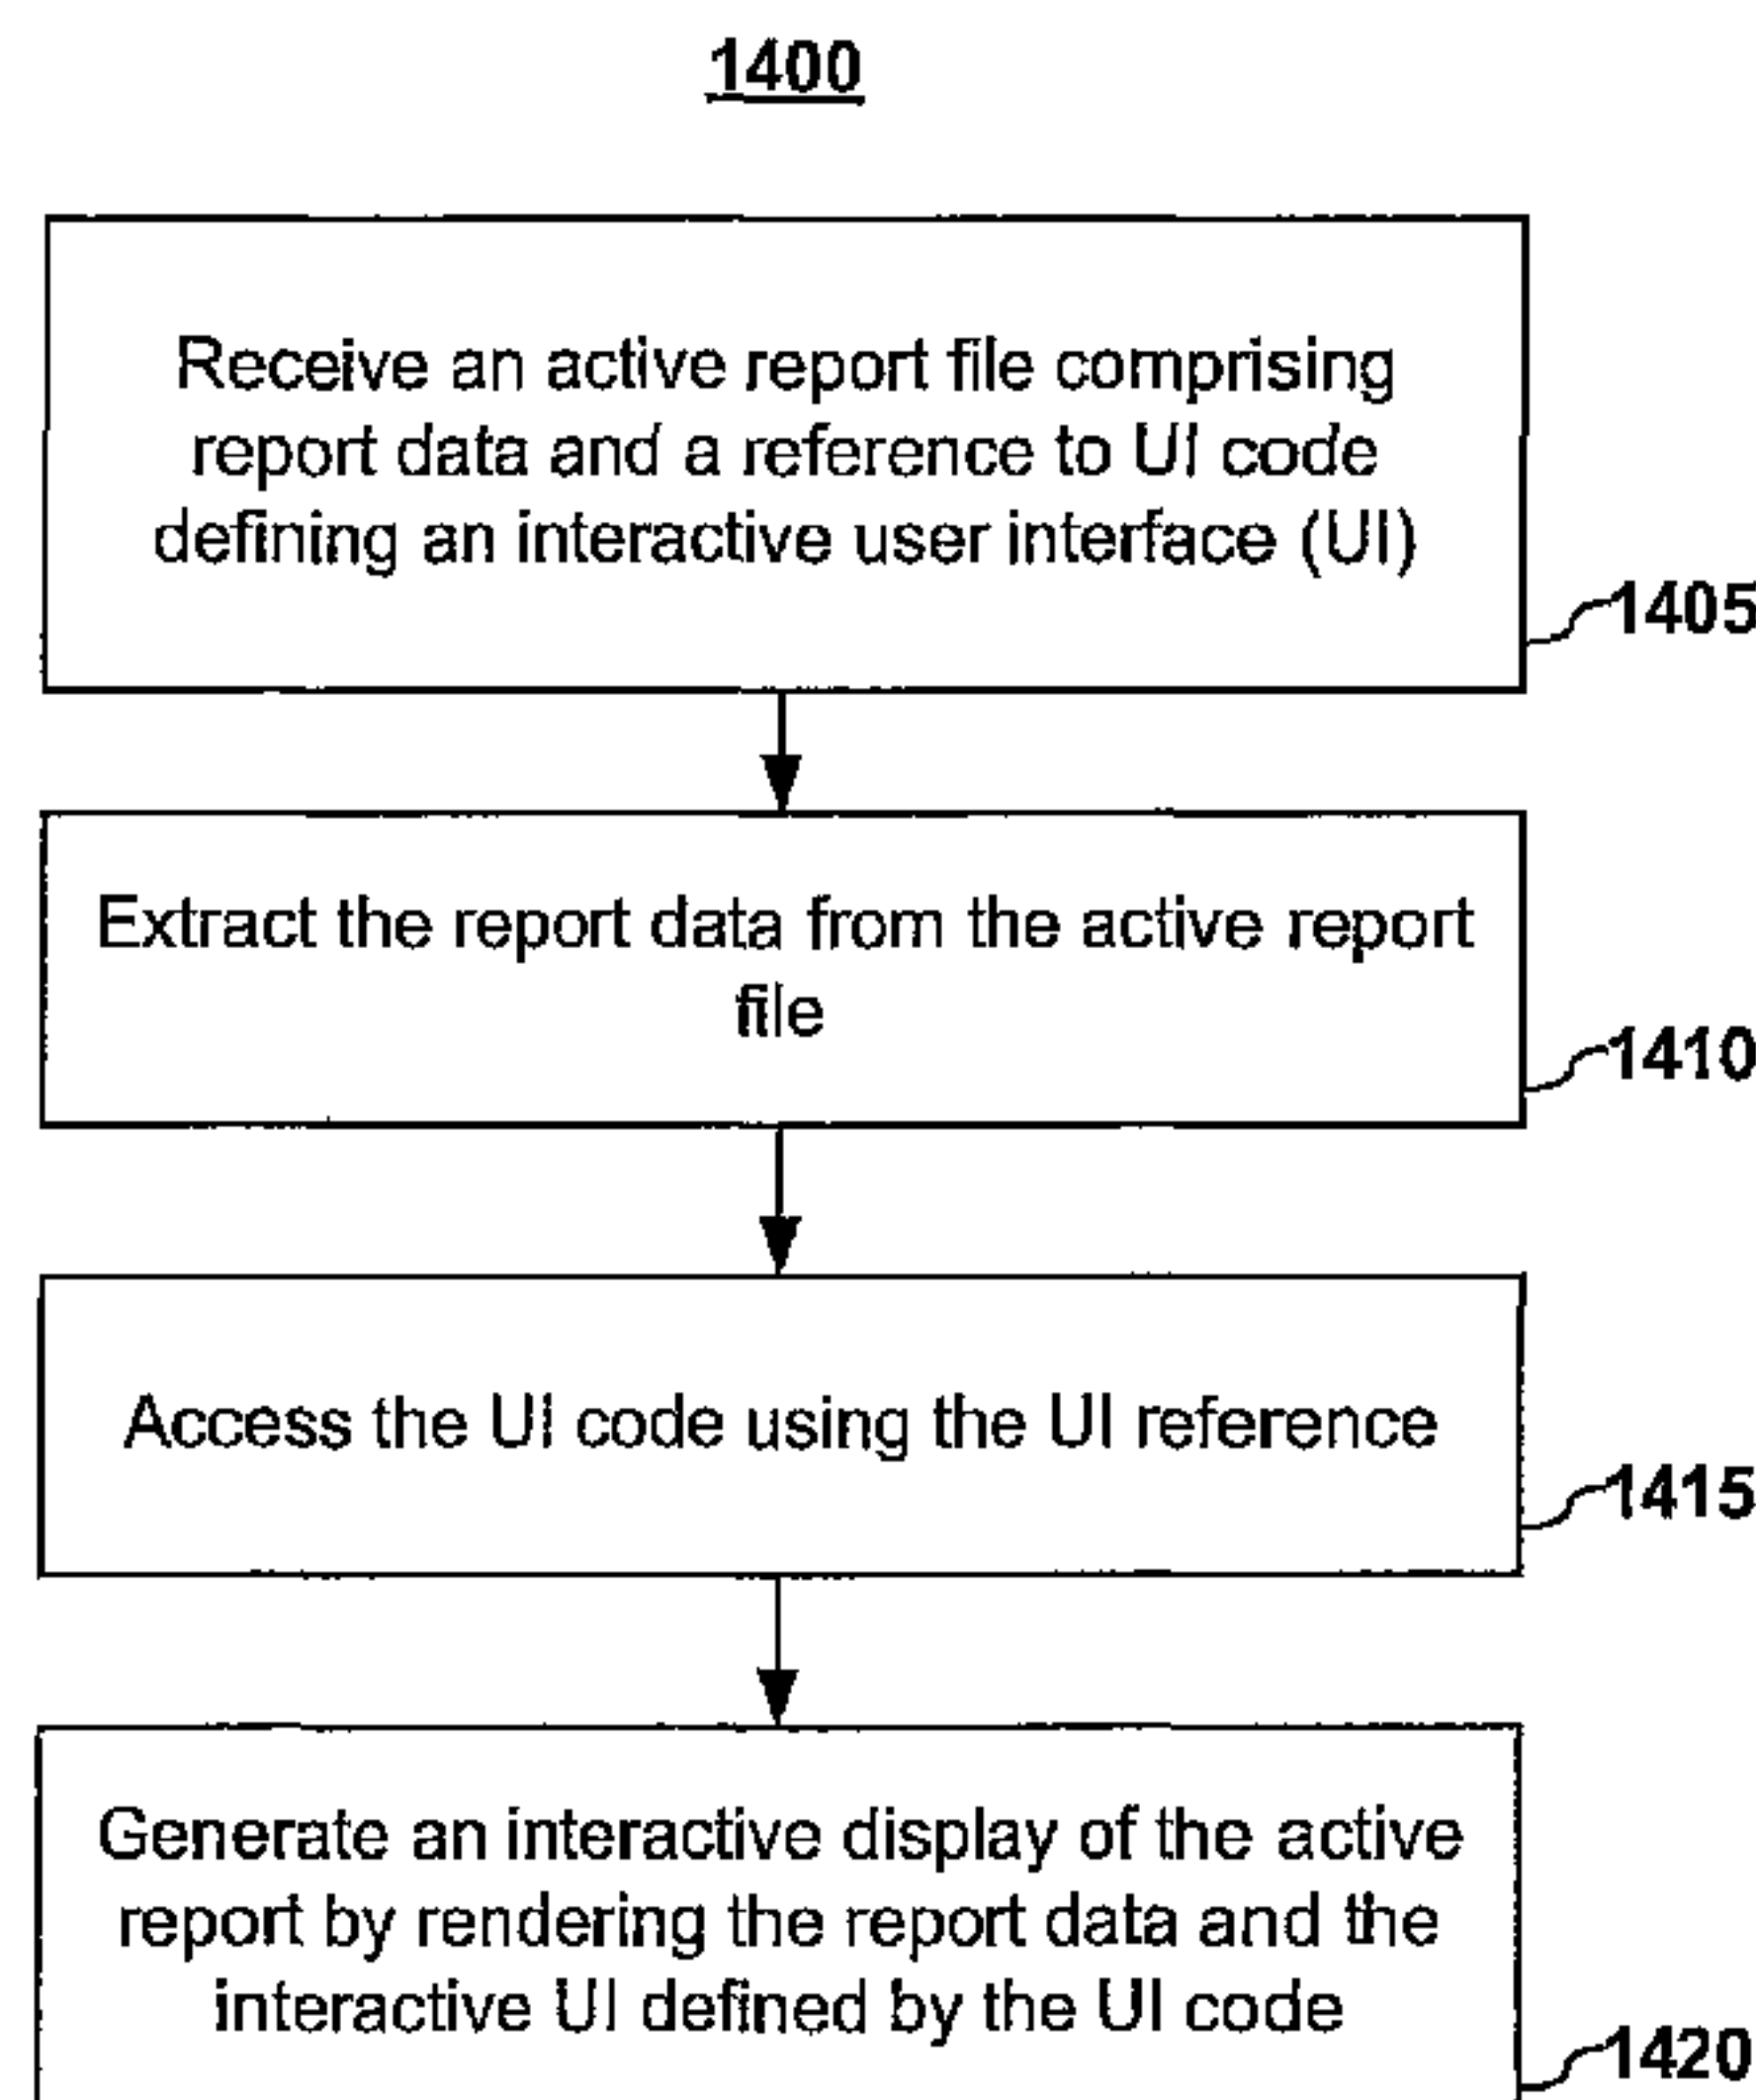 1400
Receive an active report file comprising
report data and a reference to UI code
defining an interactive user interface (UI)
1405
Extract the report data from the active report
file
1410
Access the UI code using the UI reference
1415
Generate an interactive display of the active
report by rendering the report data and the
interactive UI defined by the UI code
1420